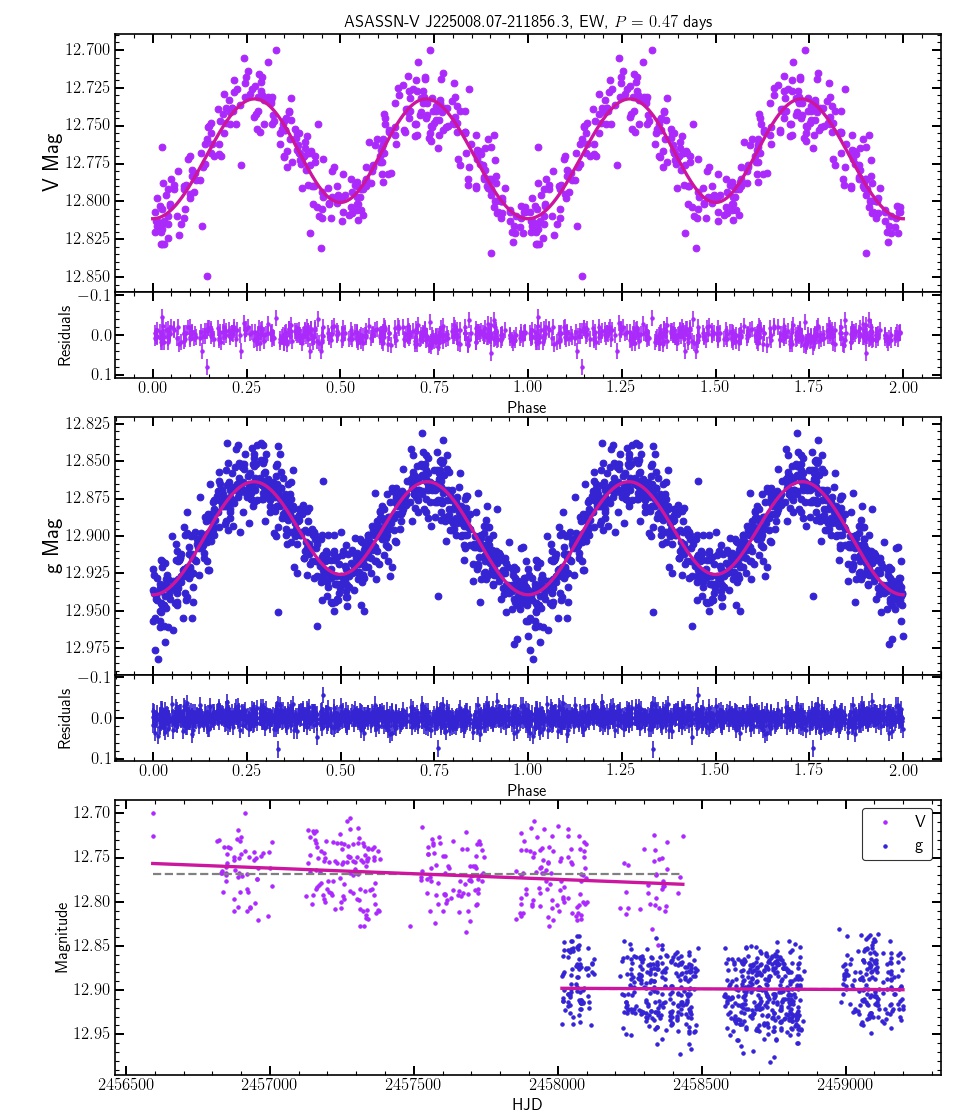 ASASSN-V J225008.07-211856.3, EW, P = 0.47 days
12.700
12.725
12.750
12.775
12.800
12.825
12.850
V Mag
−0.1
0.0
0.1
Residuals
0.00 0.25 0.50 0.75 1.00 1.25 1.50 1.75 2.00
Phase
12.825
12.850
12.875
12.900
12.925
12.950
12.975
g Mag
−0.1
0.0
0.1
Residuals
0.00 0.25 0.50 0.75 1.00 1.25 1.50 1.75 2.00
Phase
12.70
12.75
12.80
12.85
12.90
12.95
Magnitude
V
g
2456500 2457000 2457500 2458000 2458500 2459000
HJD